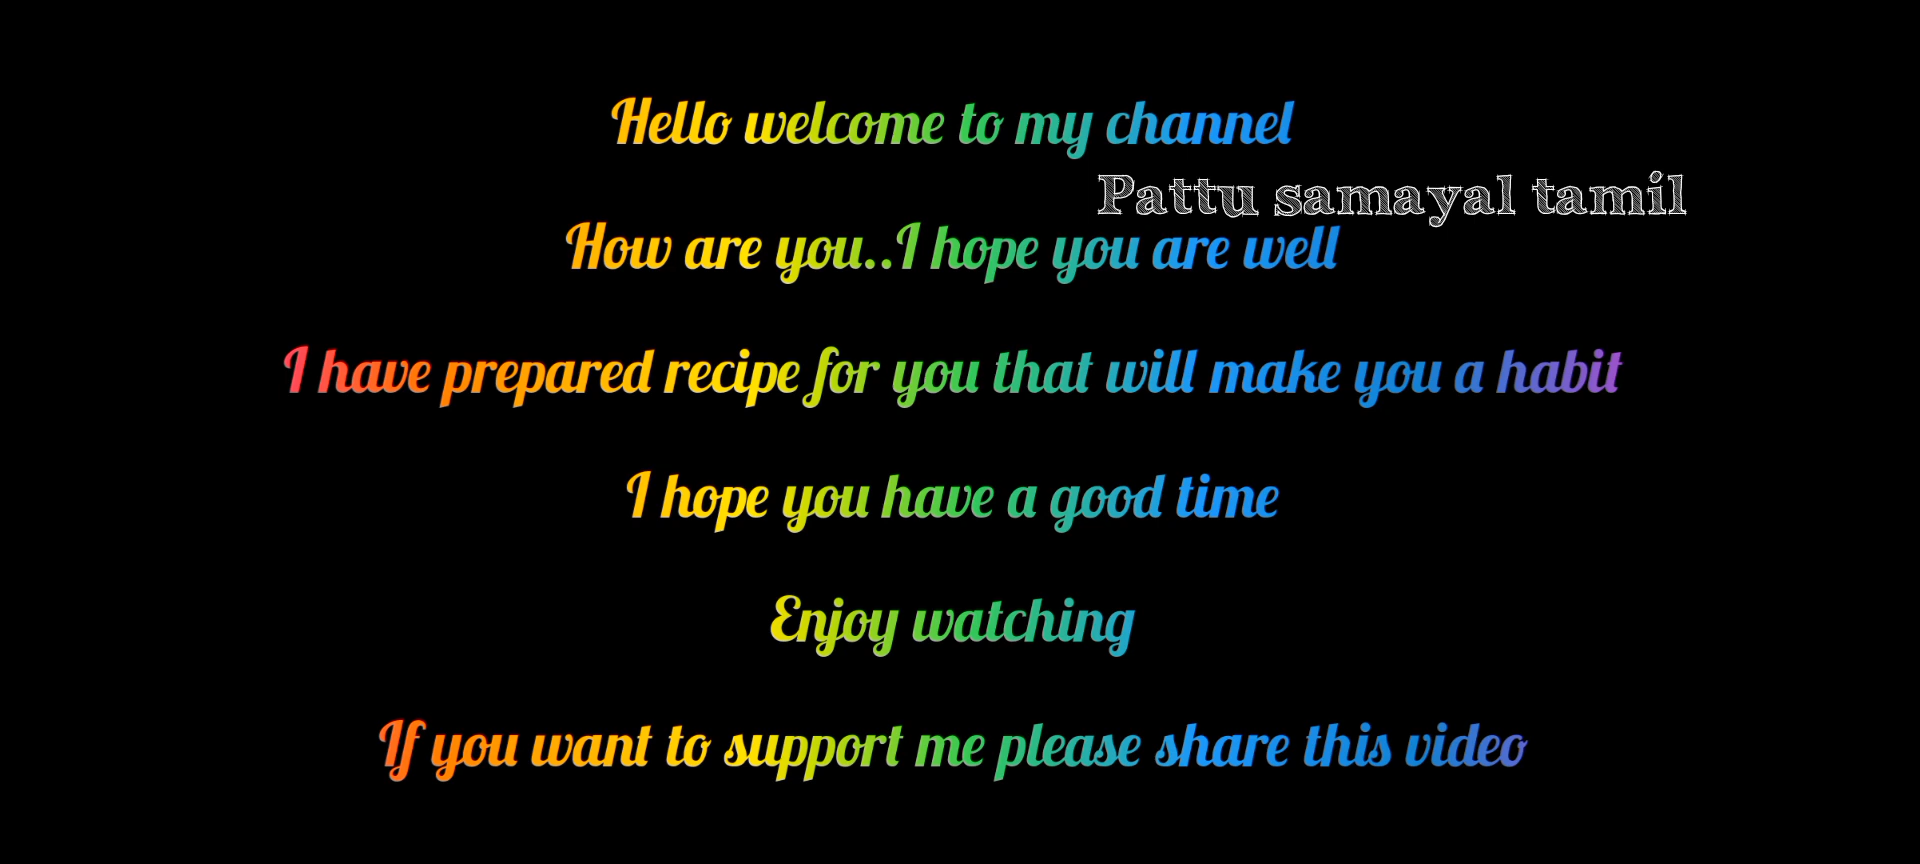 Hello welcome to my channel
Pattu samayal tamil
How are you..I hope you are well
I have prepared recipe for you that will make you a habit
I hope you have a good time
Enjoy watching
If you want to support me please share this video